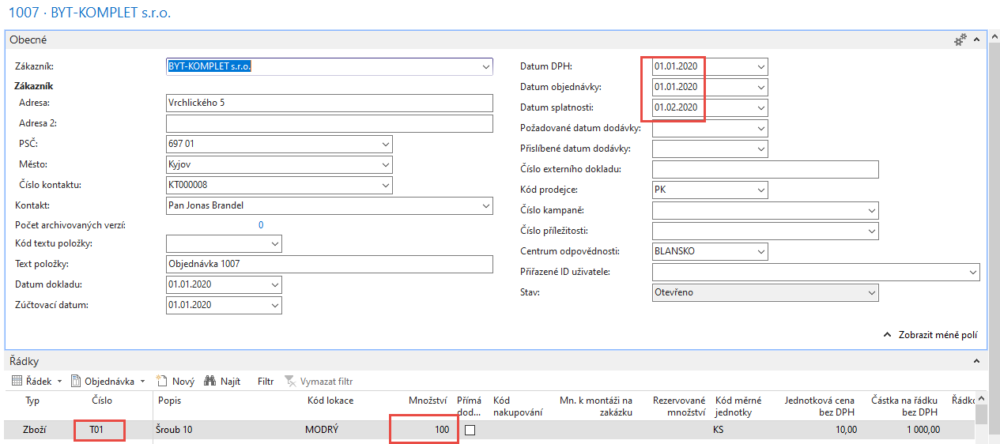 1007 · BYT-KOMPLET s.r.o.
Obecné
Zákazník: BYT-KOMPLET s.r.o.
Zákazník
Adresa: Vrchlického 5
Adresa 2:
PSČ: 697 01
Město: Kyjov
Číslo kontaktu: KT000008
Kontakt: Pan Jonas Brandel
Počet archivovaných verzí: 0
Kód textu položky:
Text položky: Objednávka 1007
Datum dokladu: 01.01.2020
Zúčtovací datum: 01.01.2020
Datum DPH: 01.01.2020
Datum objednávky: 01.01.2020
Datum splatnosti: 01.02.2020
Požadované datum dodávky:
Přislíbené datum dodávky:
Číslo externího dokladu:
Kód prodejce: PK
Číslo kampaně:
Číslo příležitosti:
Centrum odpovědnosti: BLANSKO
Přiřazené ID uživatele:
Stav: Otevřeno
Zobrazit méně polí
Řádky
Řádek Objednávka Nový Najít Filtr Vymazat filtr
Typ Číslo Popis Kód lokace Množství Přímá dod... Kód nakupování Mn. k montáži na zakázku Rezervované množství Kód měrné jednotky Jednotková cena bez DPH Částka na řádku bez DPH
Zboží T01 Šroub 10 MODRÝ 100 KS 10,00 1 000,00